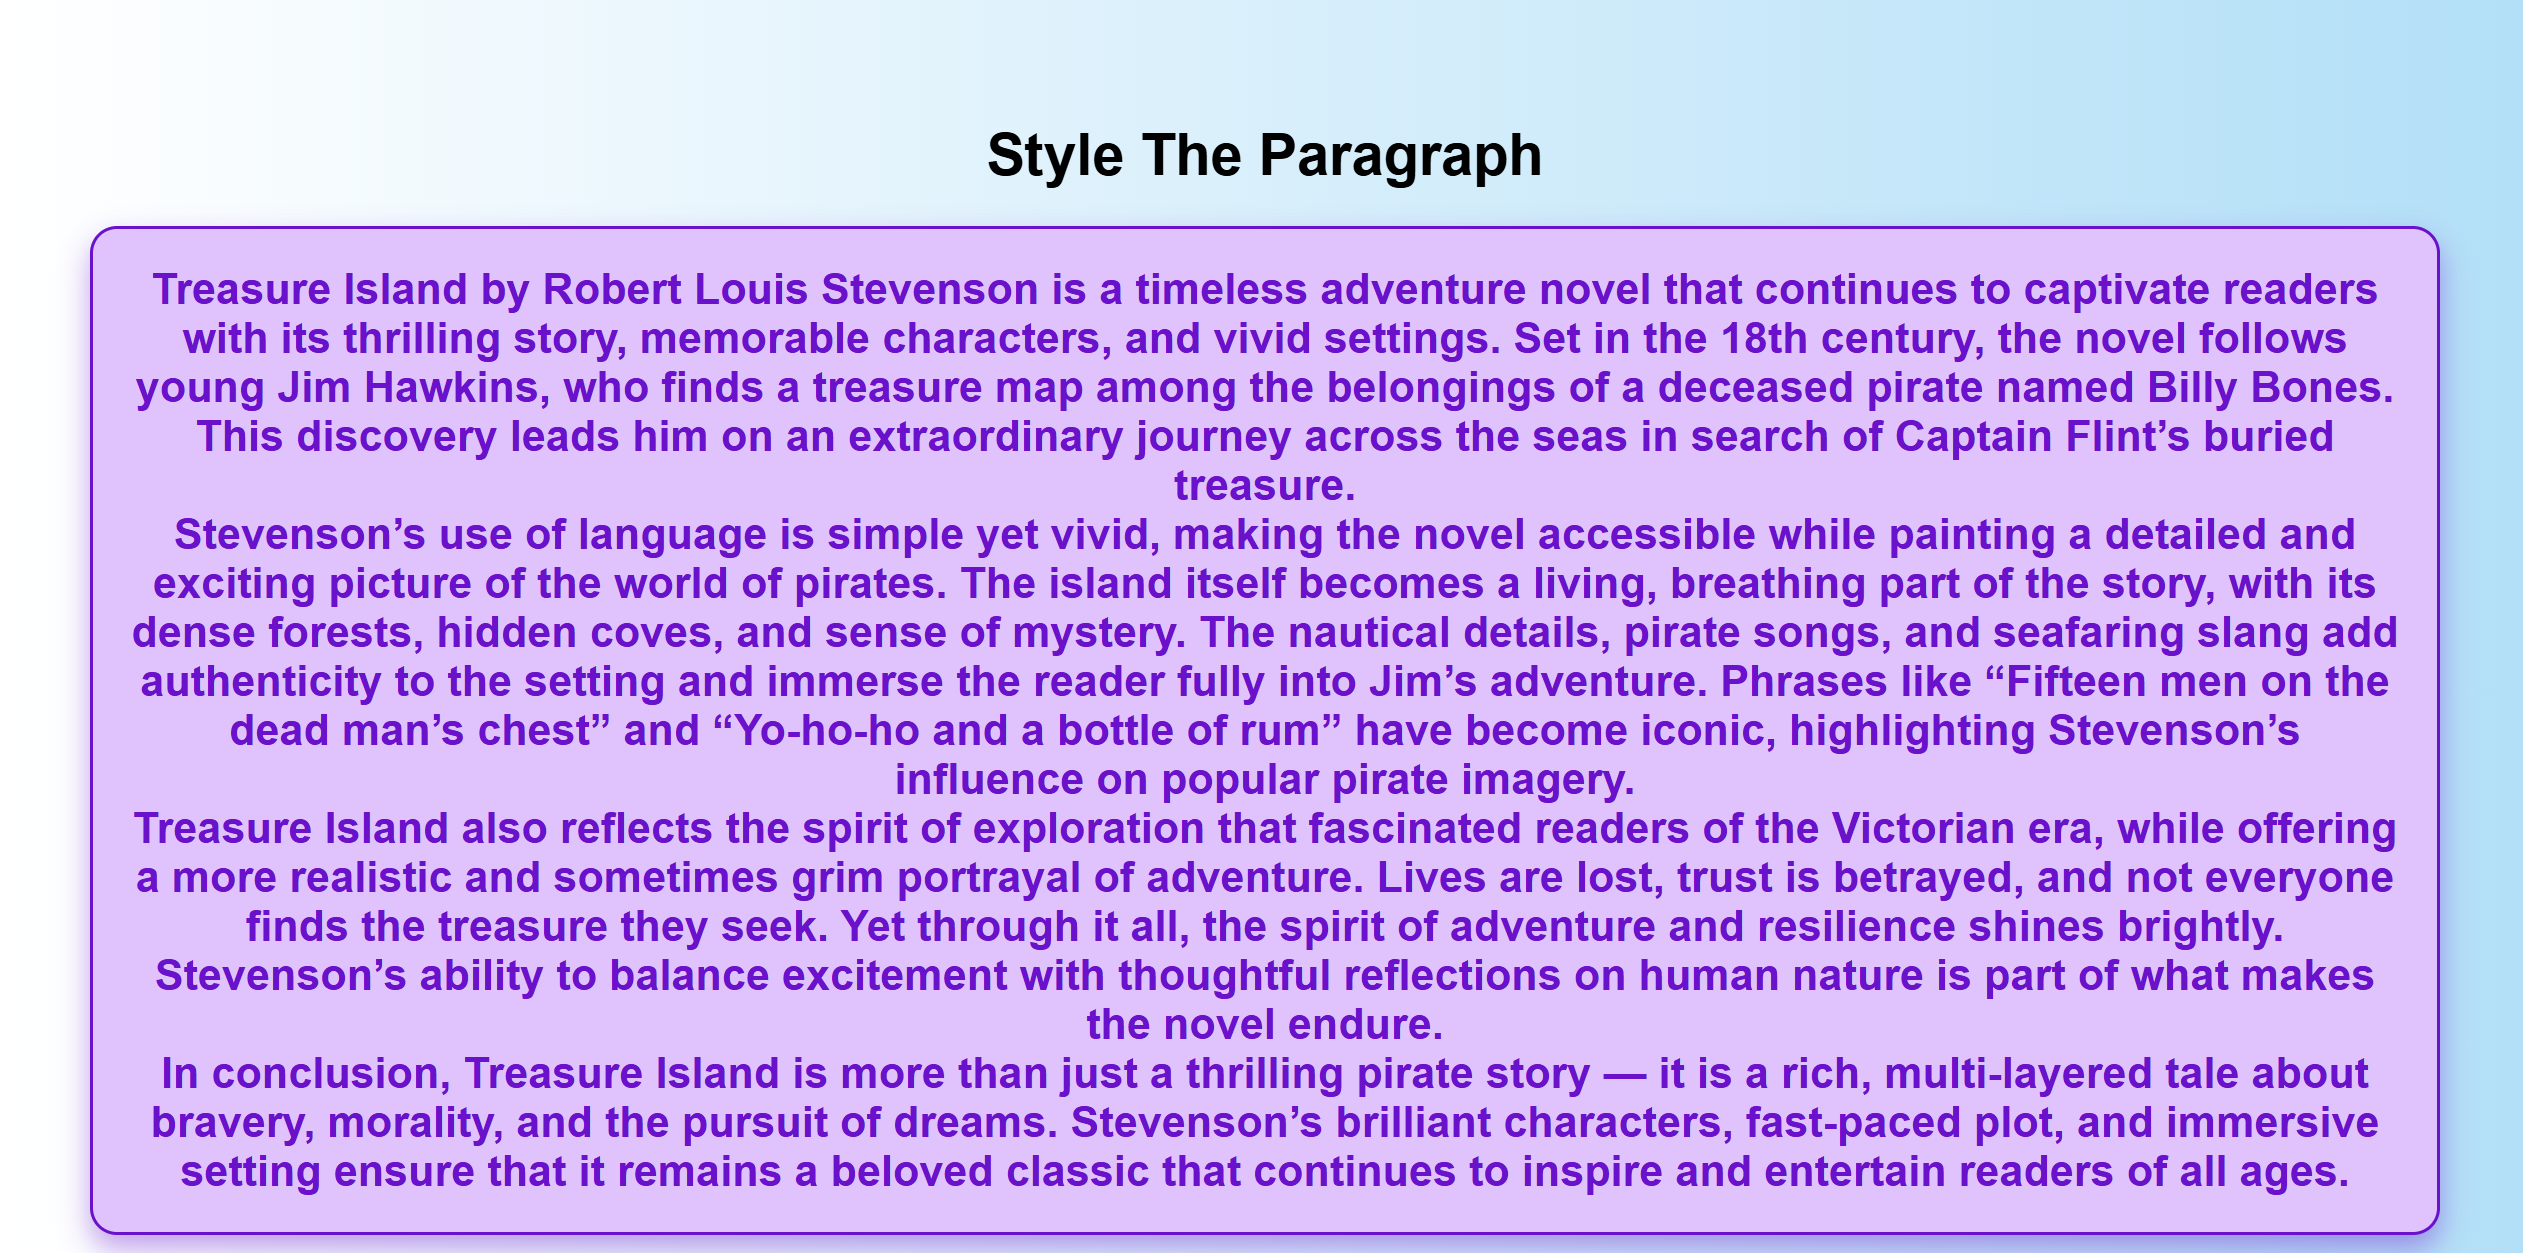 Style The Paragraph
Treasure Island by Robert Louis Stevenson is a timeless adventure novel that continues to captivate readers
with its thrilling story, memorable characters, and vivid settings. Set in the 18th century, the novel follows
young Jim Hawkins, who finds a treasure map among the belongings of a deceased pirate named Billy Bones.
This discovery leads him on an extraordinary journey across the seas in search of Captain Flint’s buried
treasure.
Stevenson’s use of language is simple yet vivid, making the novel accessible while painting a detailed and
exciting picture of the world of pirates. The island itself becomes a living, breathing part of the story, with its
dense forests, hidden coves, and sense of mystery. The nautical details, pirate songs, and seafaring slang add
authenticity to the setting and immerse the reader fully into Jim’s adventure. Phrases like “Fifteen men on the
dead man’s chest” and “Yo-ho-ho and a bottle of rum” have become iconic, highlighting Stevenson’s
influence on popular pirate imagery.
Treasure Island also reflects the spirit of exploration that fascinated readers of the Victorian era, while offering
a more realistic and sometimes grim portrayal of adventure. Lives are lost, trust is betrayed, and not everyone
finds the treasure they seek. Yet through it all, the spirit of adventure and resilience shines brightly.
Stevenson’s ability to balance excitement with thoughtful reflections on human nature is part of what makes
the novel endure.
In conclusion, Treasure Island is more than just a thrilling pirate story — it is a rich, multi-layered tale about
bravery, morality, and the pursuit of dreams. Stevenson’s brilliant characters, fast-paced plot, and immersive
setting ensure that it remains a beloved classic that continues to inspire and entertain readers of all ages.